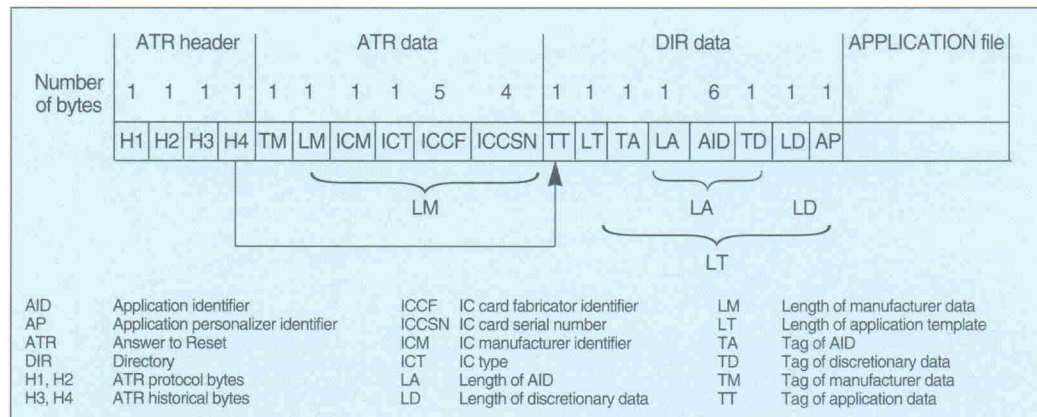 ATR header ATR data DIR data APPLICATION file
Number
of bytes 1 1 1 1 1 1 1 1 5 4 1 1 1 1 6 1 1 1
H1 H2 H3 H4 TM LM ICM ICT ICCF ICCSN TT LT TA LA AID TD LD AP
LM LA LD
LT
AID Application identifier ICCF IC card fabricator identifier LM Length of manufacturer data
AP Application personalizer identifier ICCSN IC card serial number LT Length of application template
ATR Answer to Reset ICM IC manufacturer identifier TA Tag of AID
DIR Directory ICT IC type TD Tag of discretionary data
H1, H2 ATR protocol bytes LA Length of AID TM Tag of manufacturer data
H3, H4 ATR historical bytes LD Length of discretionary data TT Tag of application data